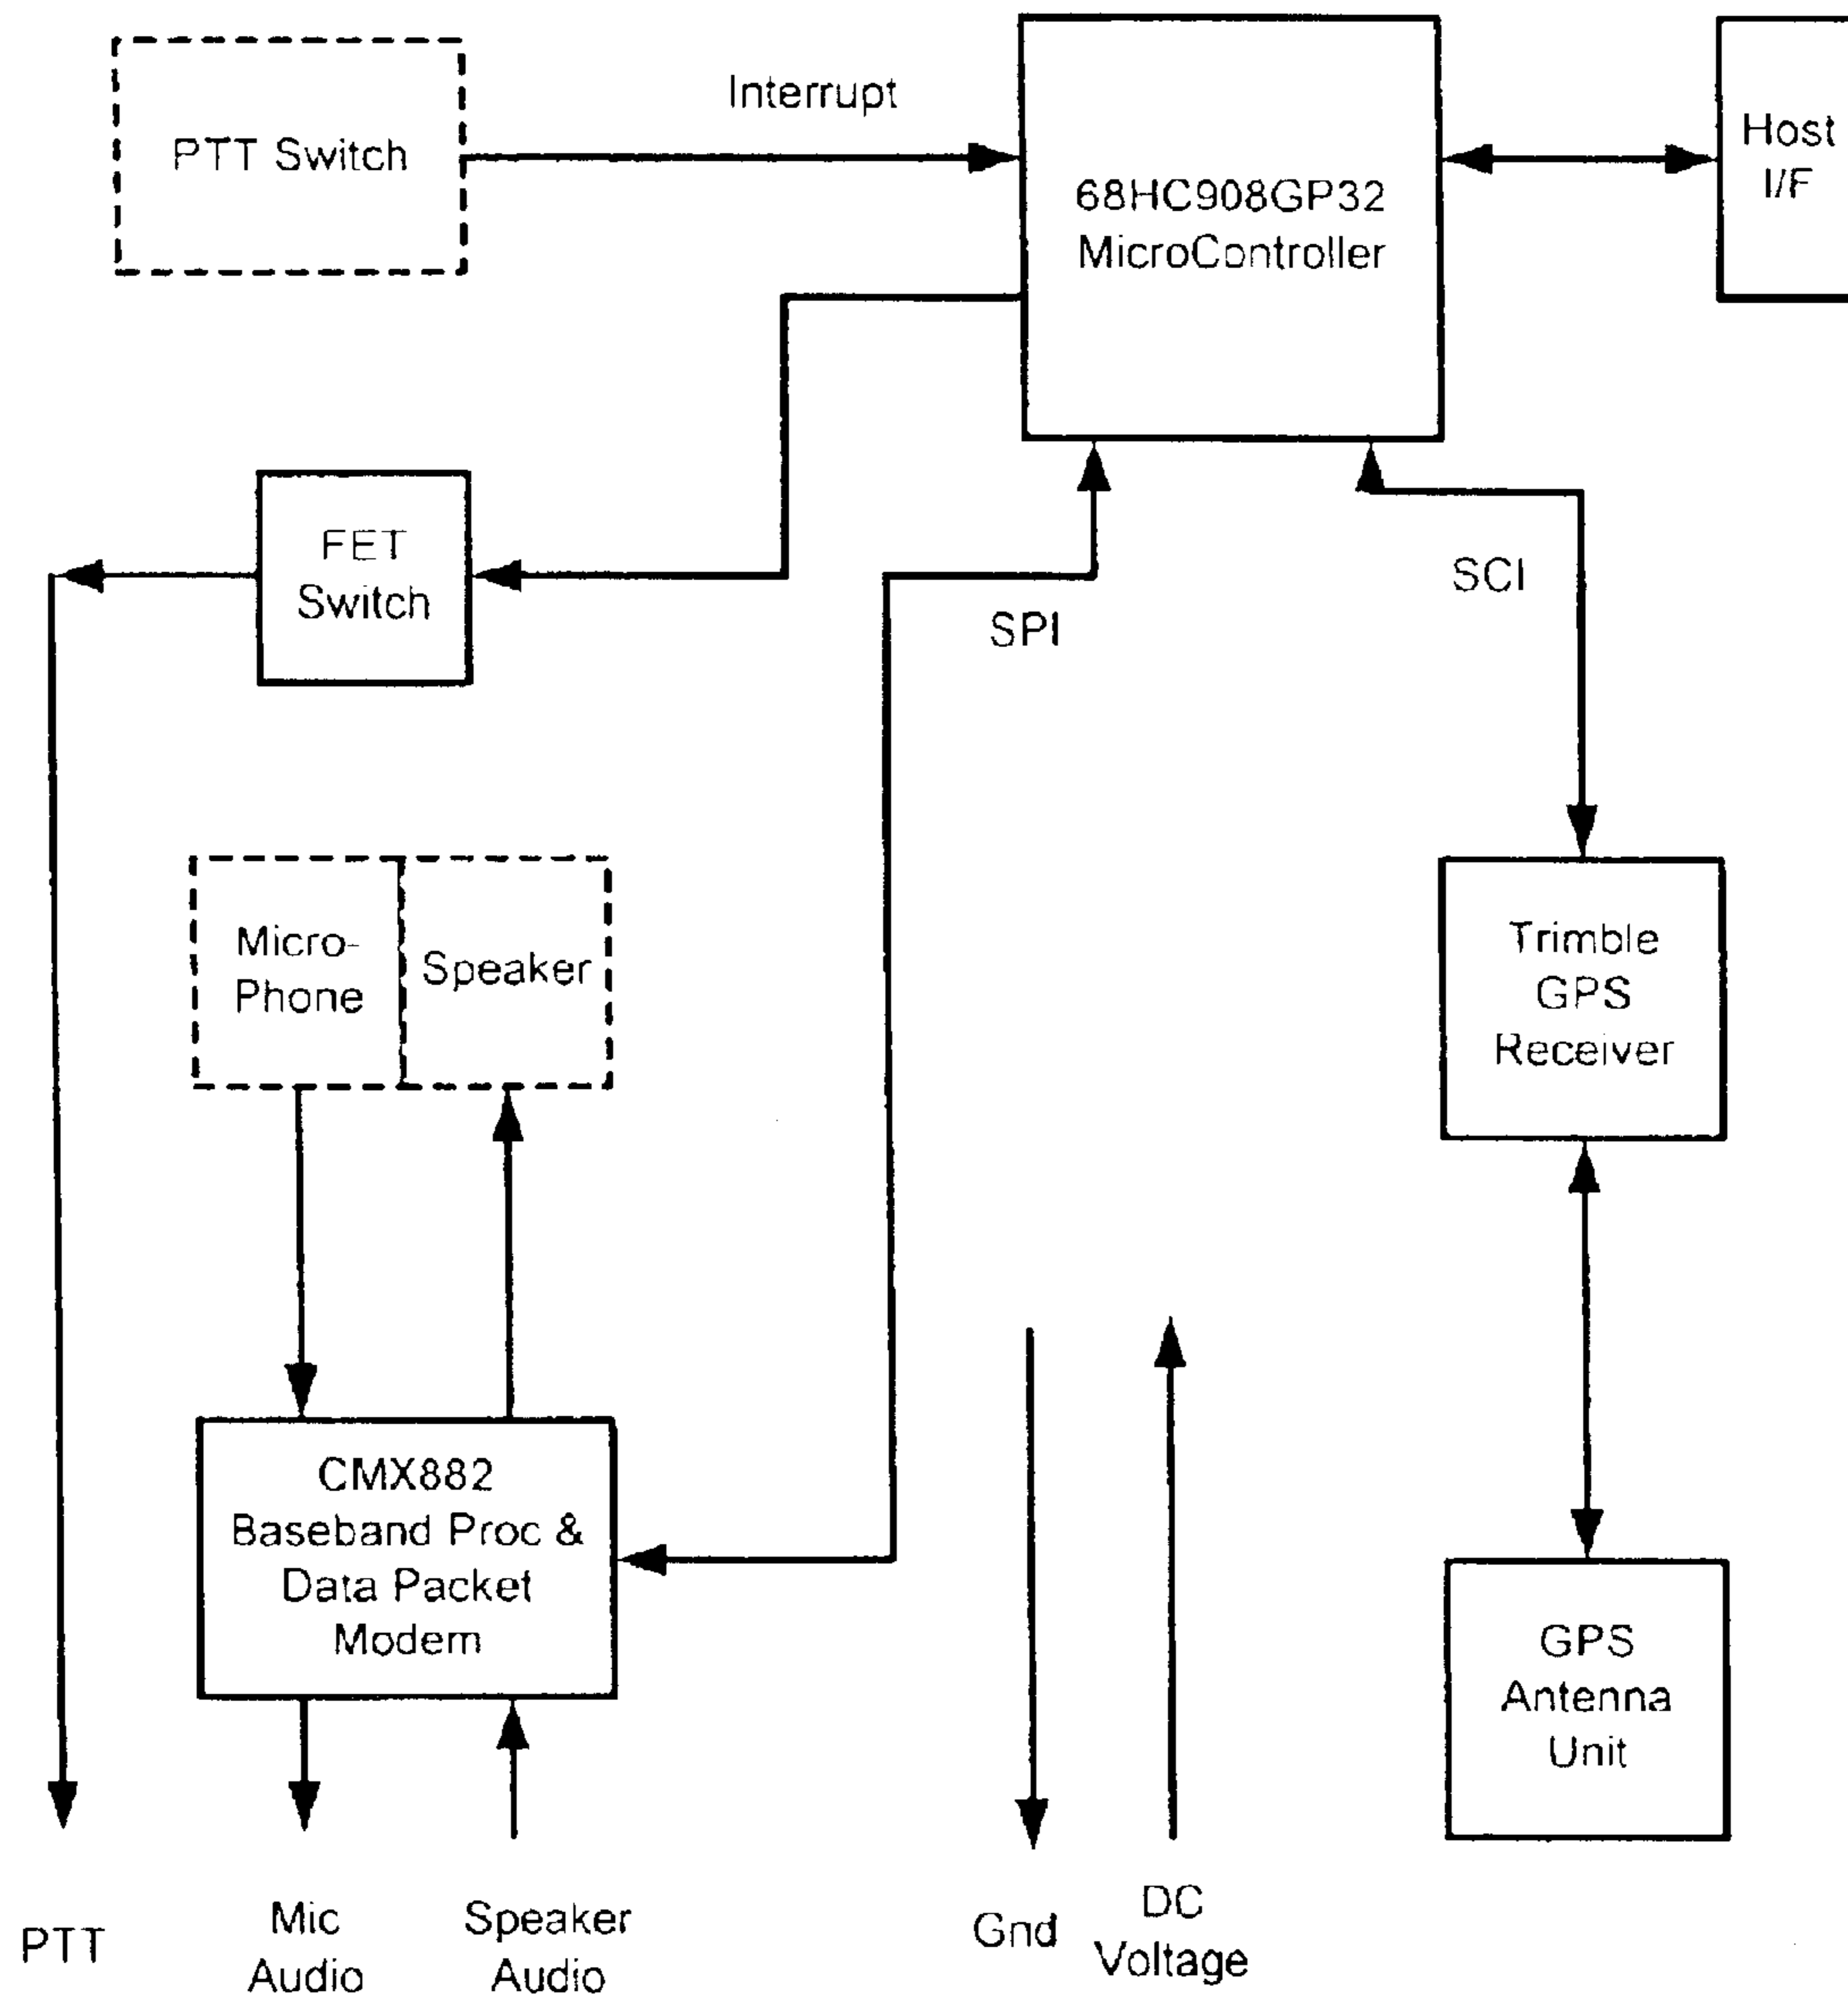 Interrupt
PTT Switch
68HC908GP32
MicroController
Host
I/F
FET
Switch
SPI
SCI
Micro-
Phone
Speaker
Trimble
GPS
Receiver
CMX882
Baseband Proc &
Data Packet
Modem
GPS
Antenna
Unit
PTT
Mic
Audio
Speaker
Audio
Gnd
DC
Voltage